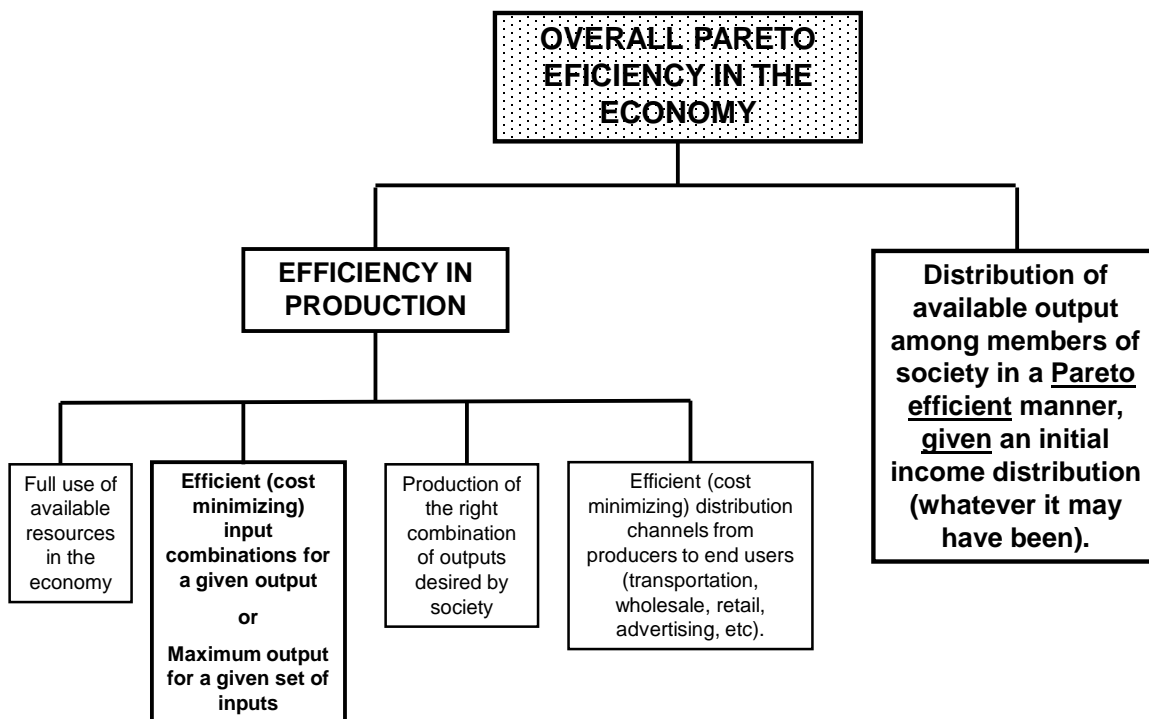 OVERALL PARETO
EFICIENCY IN THE
ECONOMY
EFFICIENCY IN
PRODUCTION
Distribution of
available output
among members of
society in a Pareto
efficient manner,
given an initial
income distribution
(whatever it may
have been).
Full use of
available
resources
in the
economy
Efficient (cost
minimizing)
input
combinations for
a given output
or
Maximum output
for a given set of
inputs
Production of
the right
combination
of outputs
desired by
society
Efficient (cost
minimizing) distribution
channels from
producers to end users
(transportation,
wholesale, retail,
advertising, etc).